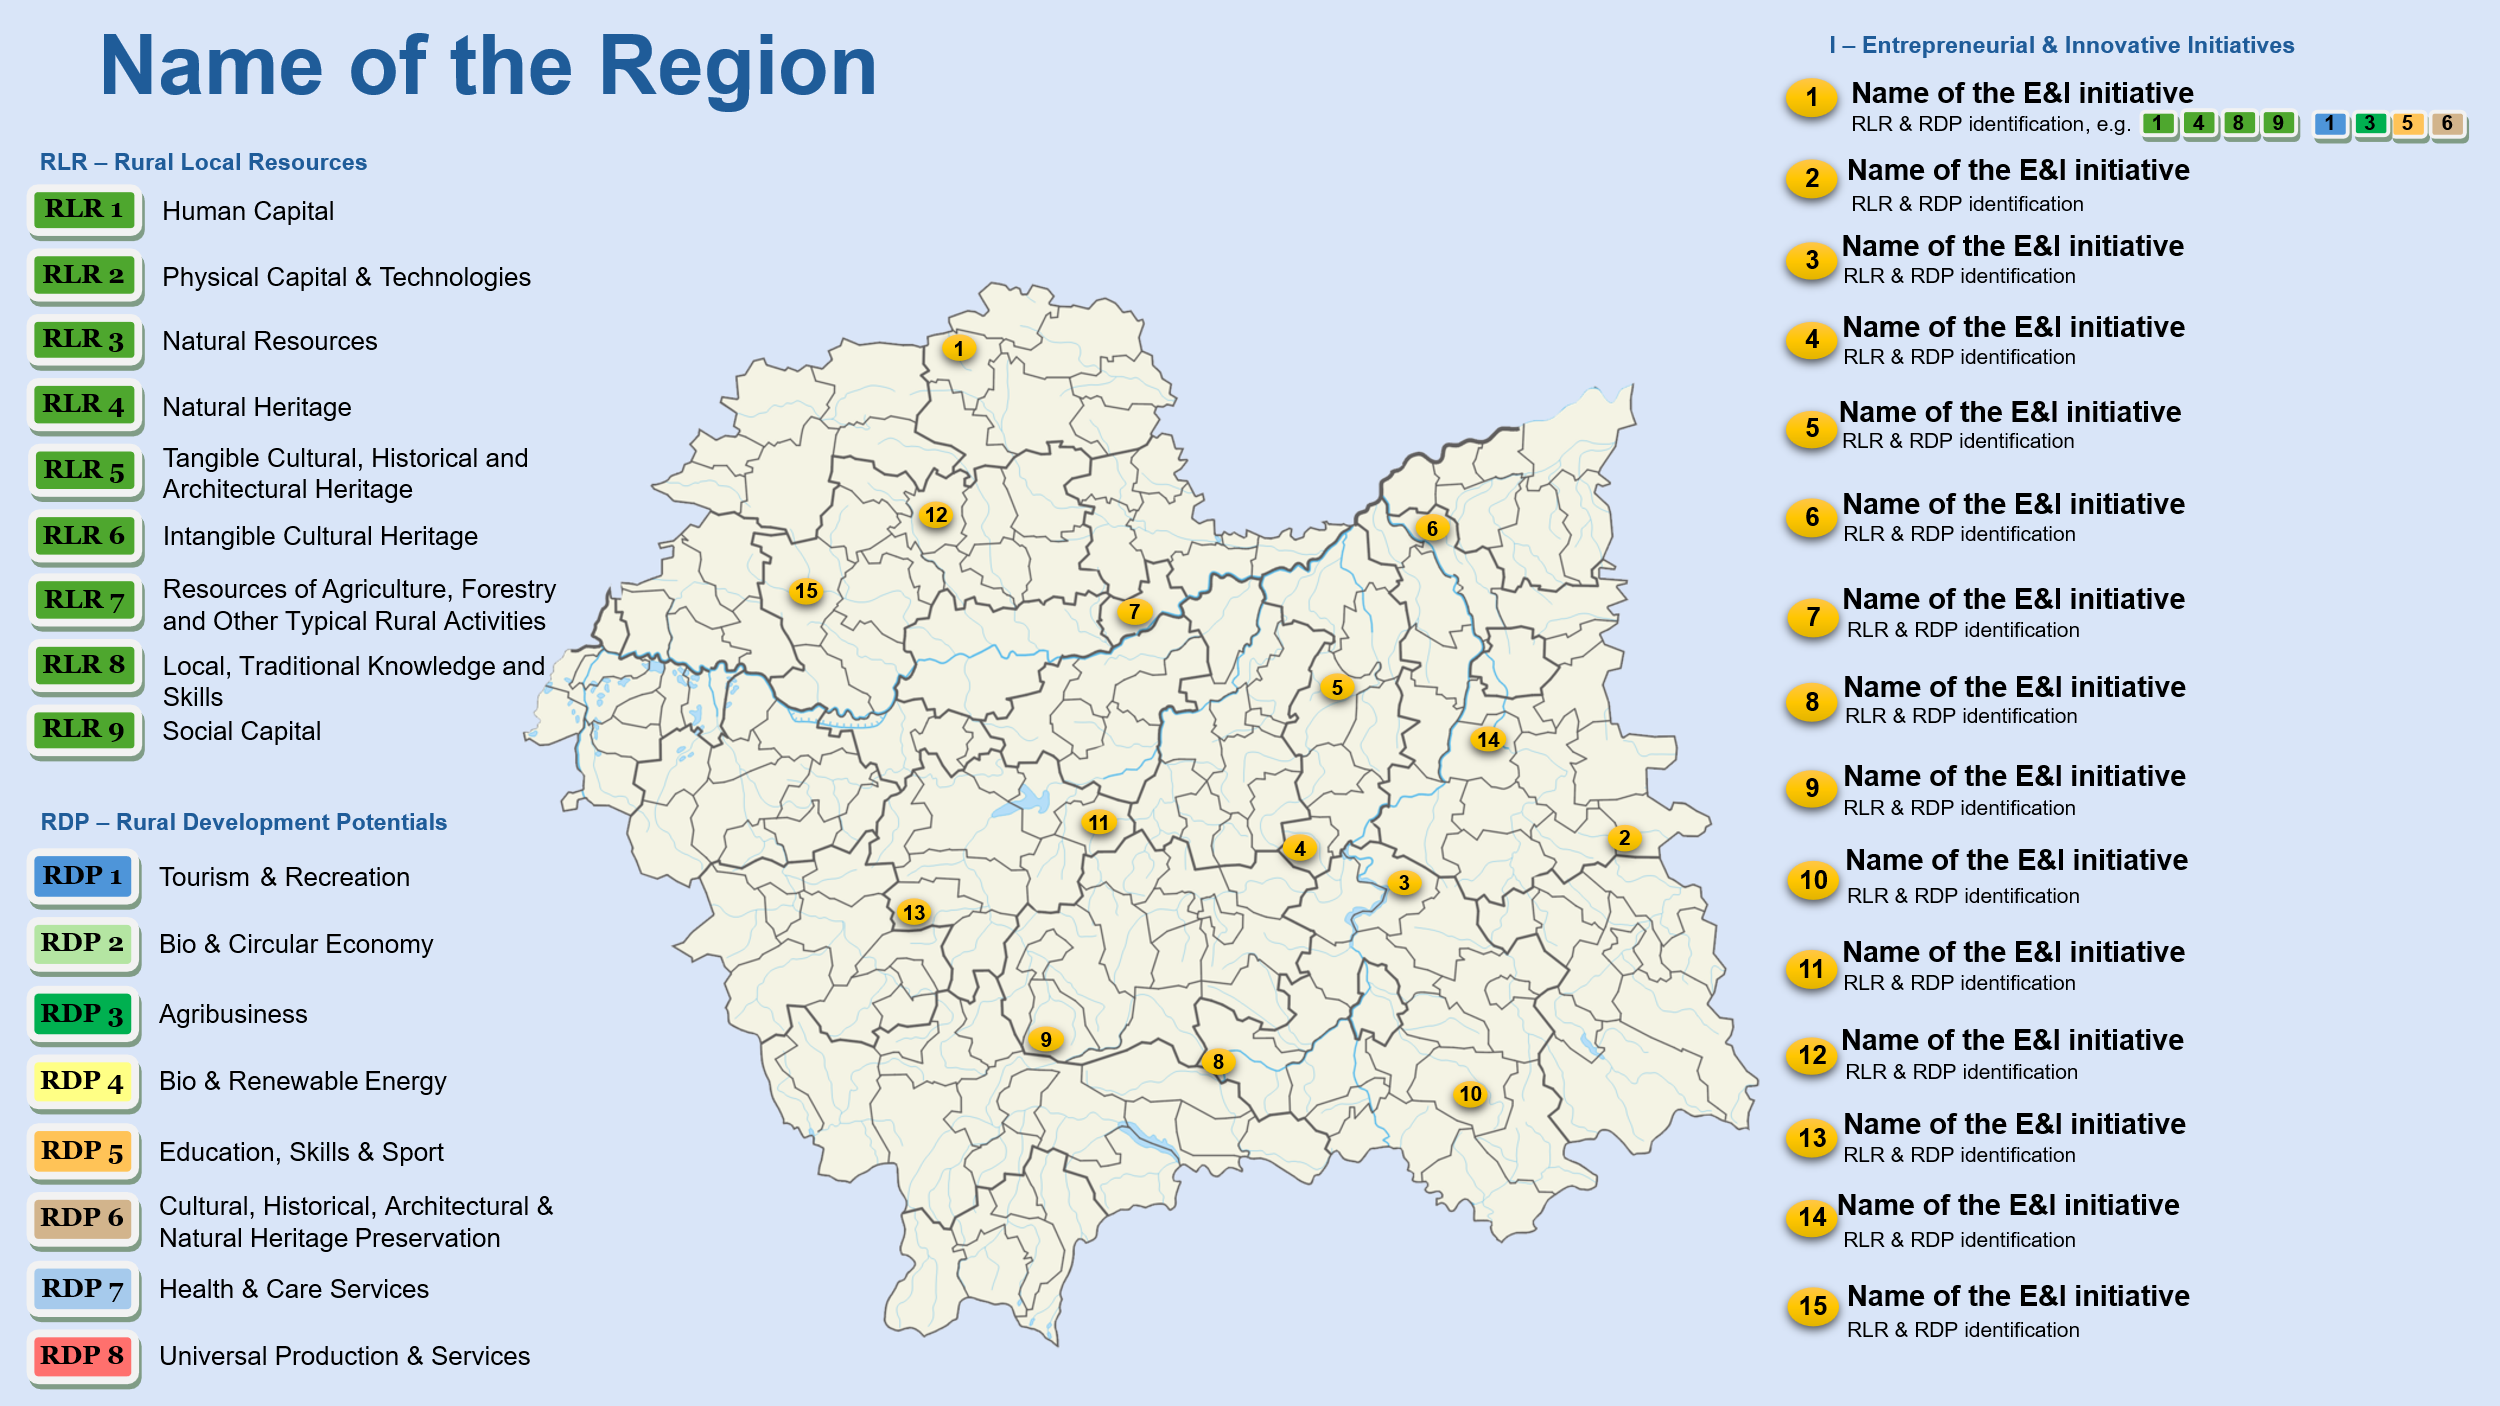 Name of the Region
RLR – Rural Local Resources
RLR 1 Human Capital
RLR 2 Physical Capital & Technologies
RLR 3 Natural Resources
RLR 4 Natural Heritage
RLR 5 Tangible Cultural, Historical and
Architectural Heritage
RLR 6 Intangible Cultural Heritage
RLR 7 Resources of Agriculture, Forestry
and Other Typical Rural Activities
RLR 8 Local, Traditional Knowledge and
Skills
RLR 9 Social Capital
RDP – Rural Development Potentials
RDP 1 Tourism & Recreation
RDP 2 Bio & Circular Economy
RDP 3 Agribusiness
RDP 4 Bio & Renewable Energy
RDP 5 Education, Skills & Sport
RDP 6 Cultural, Historical, Architectural &
Natural Heritage Preservation
RDP 7 Health & Care Services
RDP 8 Universal Production & Services
1
12
6
15
7
5
14
11
2
4
3
13
9
8
10
I – Entrepreneurial & Innovative Initiatives
1 Name of the E&I initiative
RLR & RDP identification, e.g. 1 4 8 9 1 3 5 6
2 Name of the E&I initiative
RLR & RDP identification
3 Name of the E&I initiative
RLR & RDP identification
4 Name of the E&I initiative
RLR & RDP identification
5 Name of the E&I initiative
RLR & RDP identification
6 Name of the E&I initiative
RLR & RDP identification
7 Name of the E&I initiative
RLR & RDP identification
8 Name of the E&I initiative
RLR & RDP identification
9 Name of the E&I initiative
RLR & RDP identification
10 Name of the E&I initiative
RLR & RDP identification
11 Name of the E&I initiative
RLR & RDP identification
12 Name of the E&I initiative
RLR & RDP identification
13 Name of the E&I initiative
RLR & RDP identification
14 Name of the E&I initiative
RLR & RDP identification
15 Name of the E&I initiative
RLR & RDP identification